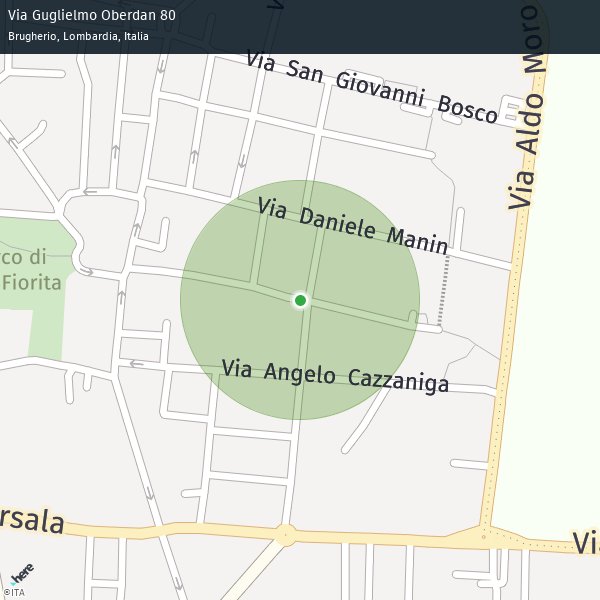 Via Guglielmo Oberdan 80
Brugherio, Lombardia, Italia
Via San Giovanni Bosco
Via Aldo Moro
Via Daniele Manin
rco di
Fiorita
Via Angelo Cazzaniga
rsala
Vi
here
©ITA